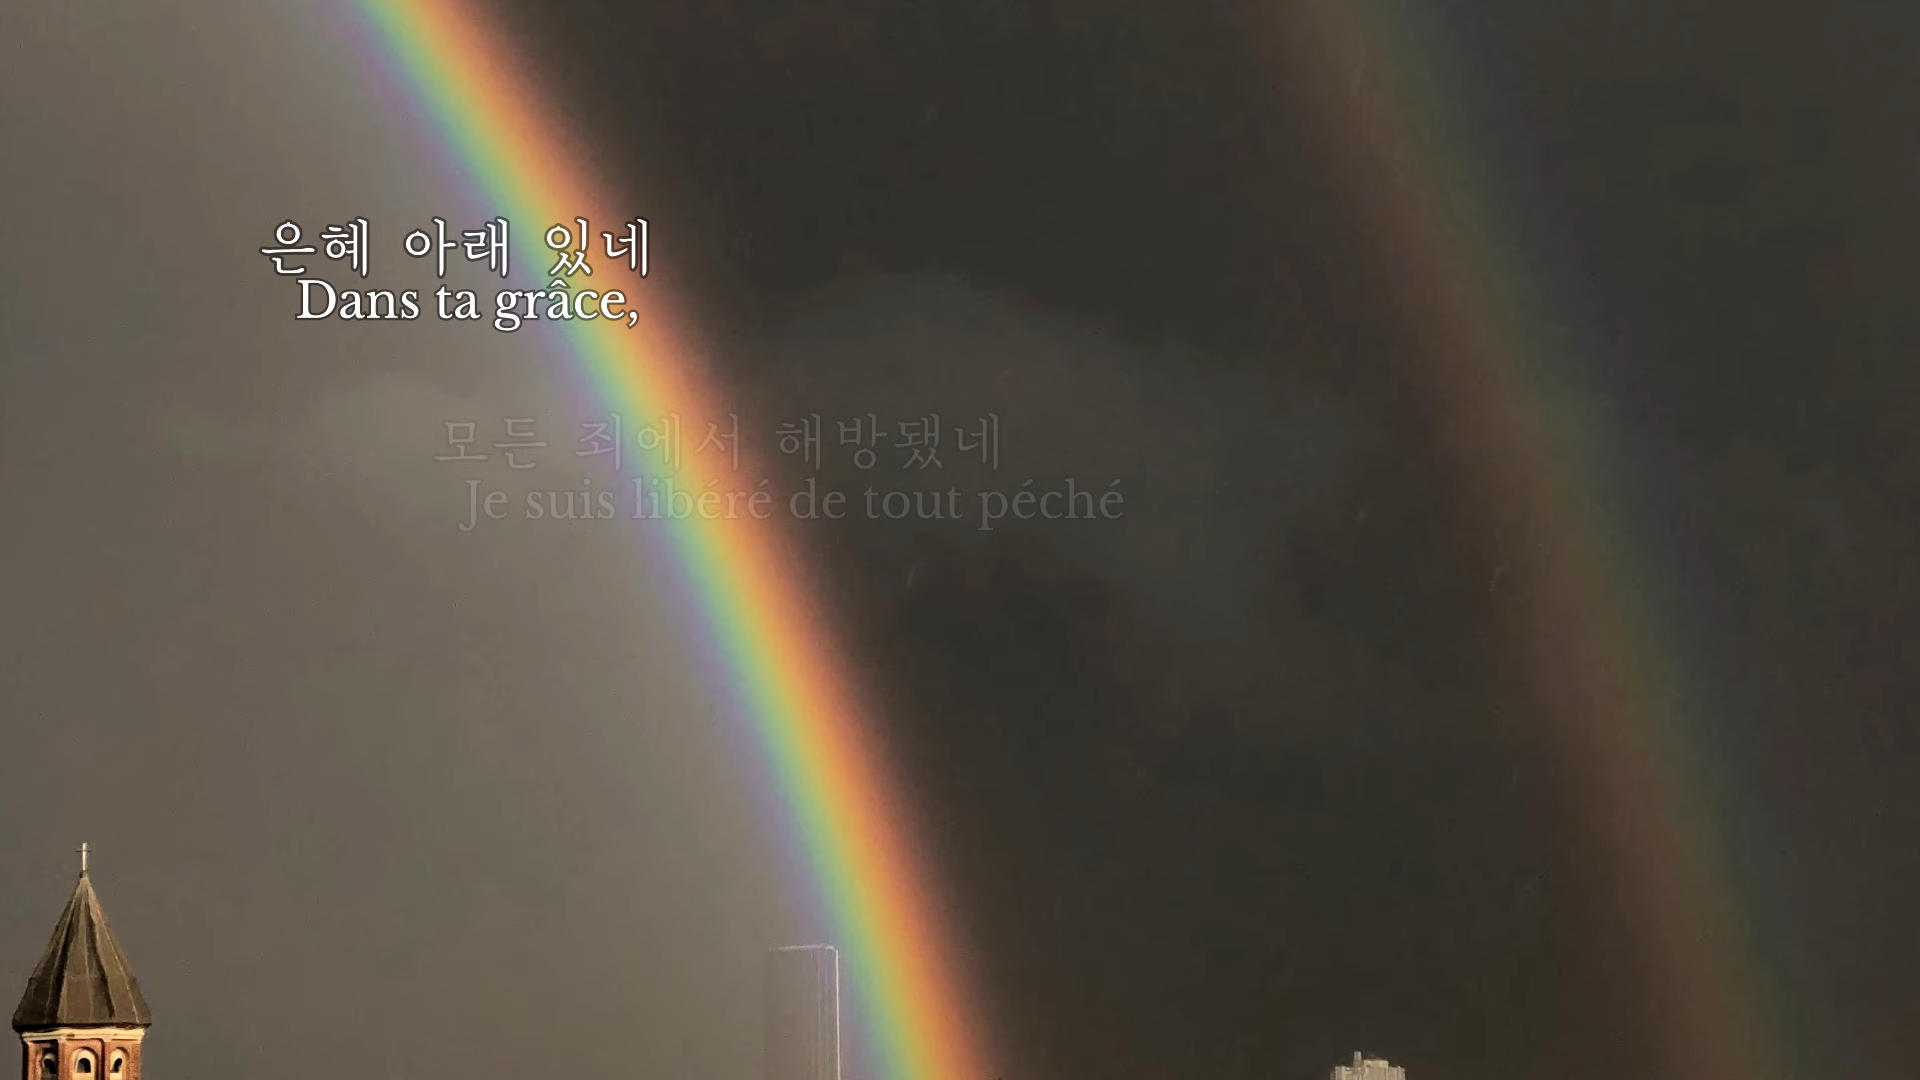 은혜 아래 있네
Dans ta grâce,
모든 죄에서 해방됐네
Je suis libéré de tout péché